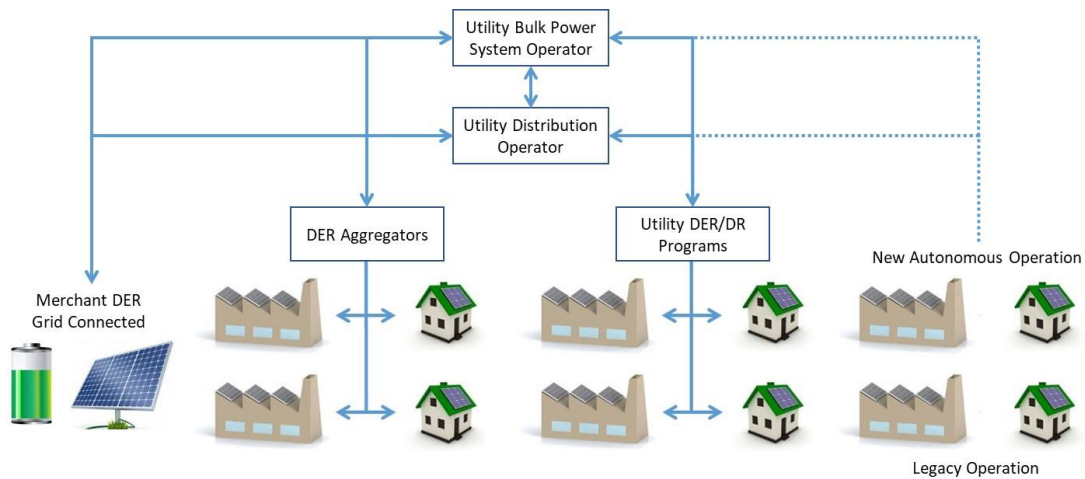 Utility Bulk Power
System Operator
Utility Distribution
Operator
DER Aggregators
Utility DER/DR
Programs
New Autonomous Operation
Merchant DER
Grid Connected
Legacy Operation